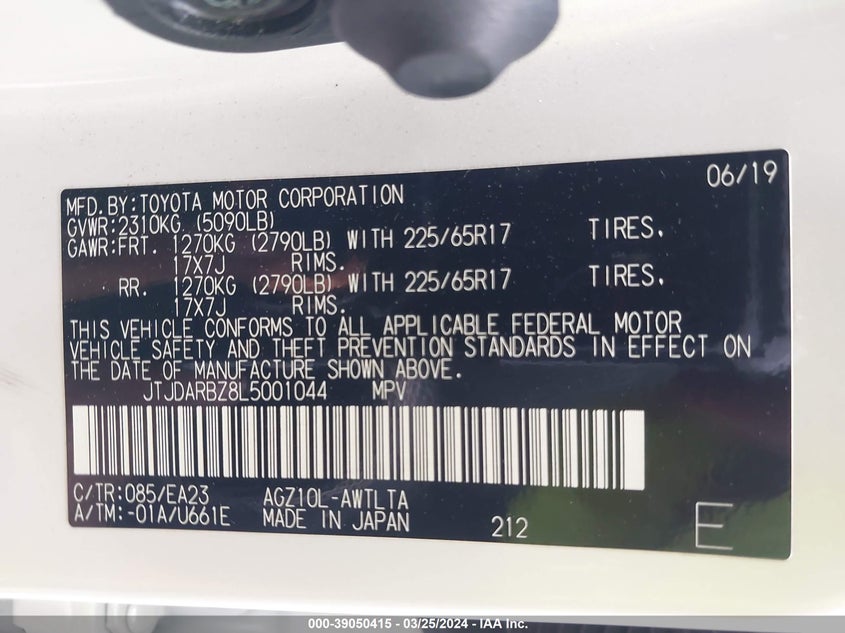 06/19
MFD.BY:TOYOTA MOTOR CORPORATION
GVWR:2310KG (5090LB)
GAWR:FRT. 1270KG (2790LB) WITH 225/65R17 TIRES.
17X7J RIMS.
RR. 1270KG (2790LB) WITH 225/65R17 TIRES.
17X7J RIMS.
THIS VEHICLE CONFORMS TO ALL APPLICABLE FEDERAL MOTOR
VEHICLE SAFETY AND THEFT PREVENTION STANDARDS IN EFFECT ON
THE DATE OF MANUFACTURE SHOWN ABOVE.
JTJDARBZ8L5001044 MPV
C/TR:085/EA23 AGZ10L-AWTLTA
A/TM:-01A/U661E MADE IN JAPAN 212 E
000-39050415 - 03/25/2024 - IAA Inc.